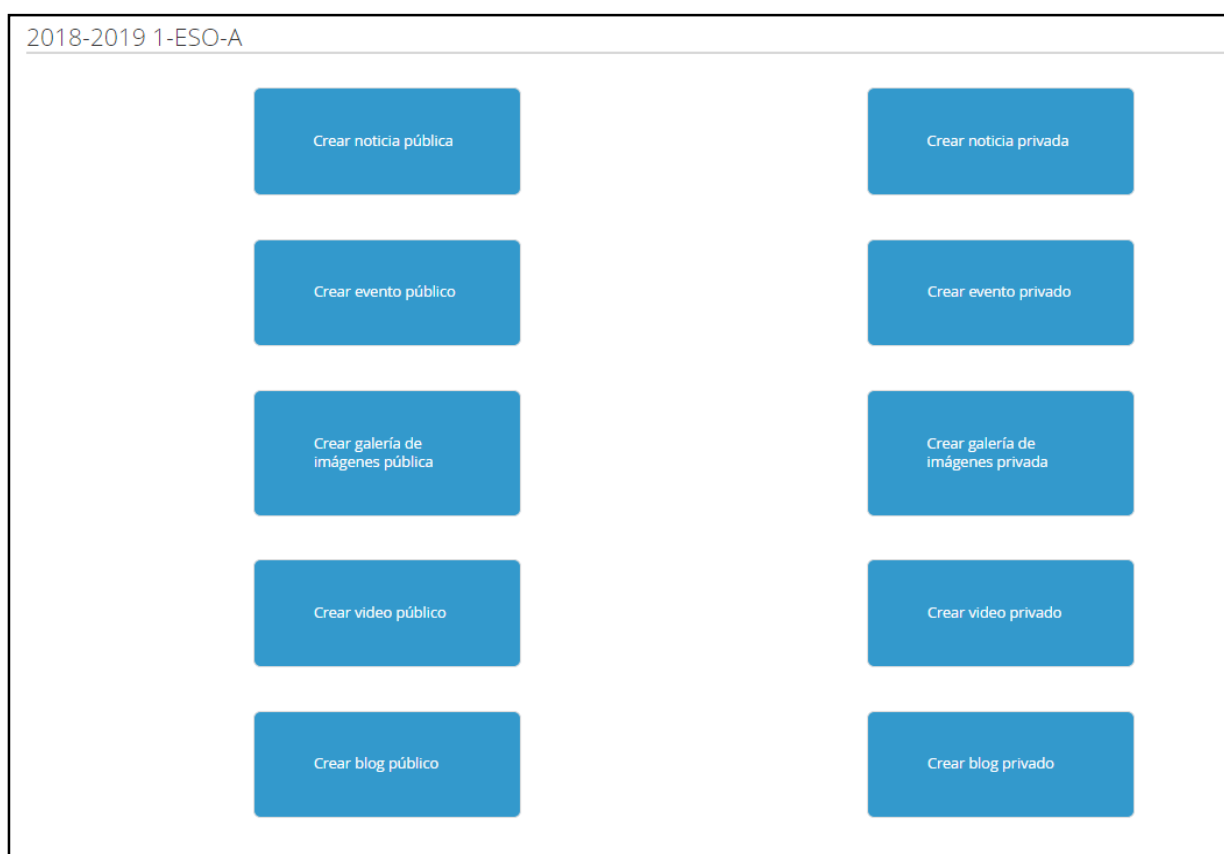 2018-2019 1-ESO-A
Crear noticia pública
Crear noticia privada
Crear evento público
Crear evento privado
Crear galería de
imágenes pública
Crear galería de
imágenes privada
Crear video público
Crear video privado
Crear blog público
Crear blog privado